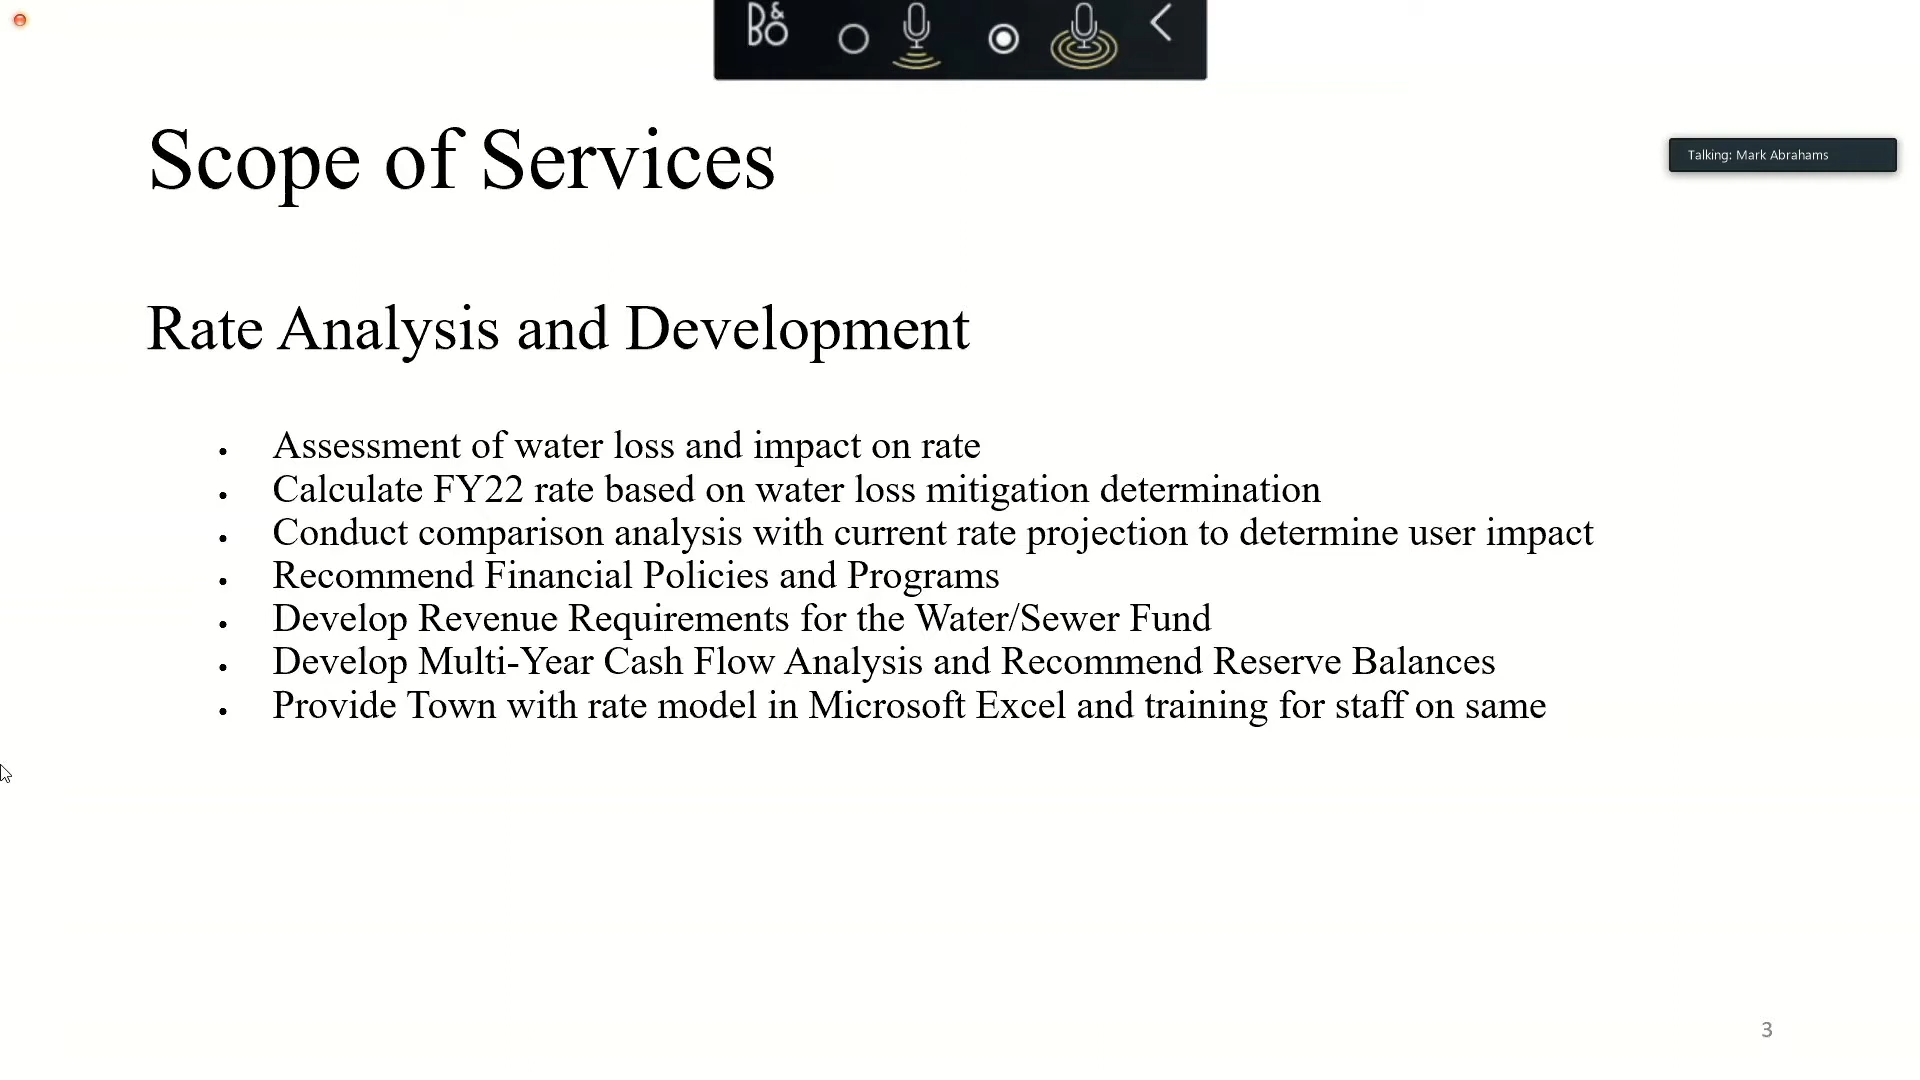 B&O
Scope of Services
Talking: Mark Abrahams
Rate Analysis and Development
• Assessment of water loss and impact on rate
• Calculate FY22 rate based on water loss mitigation determination
• Conduct comparison analysis with current rate projection to determine user impact
• Recommend Financial Policies and Programs
• Develop Revenue Requirements for the Water/Sewer Fund
• Develop Multi-Year Cash Flow Analysis and Recommend Reserve Balances
• Provide Town with rate model in Microsoft Excel and training for staff on same
3